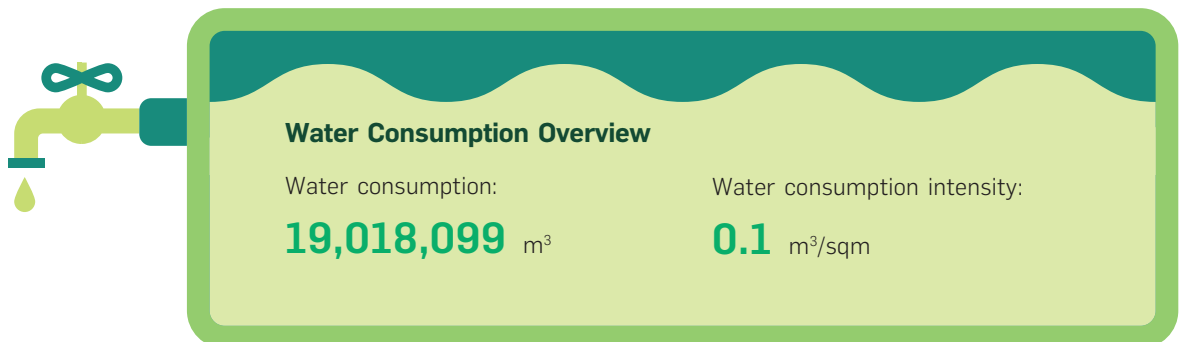 Water Consumption Overview
Water consumption:
19,018,099 m³
Water consumption intensity:
0.1 m³/sqm